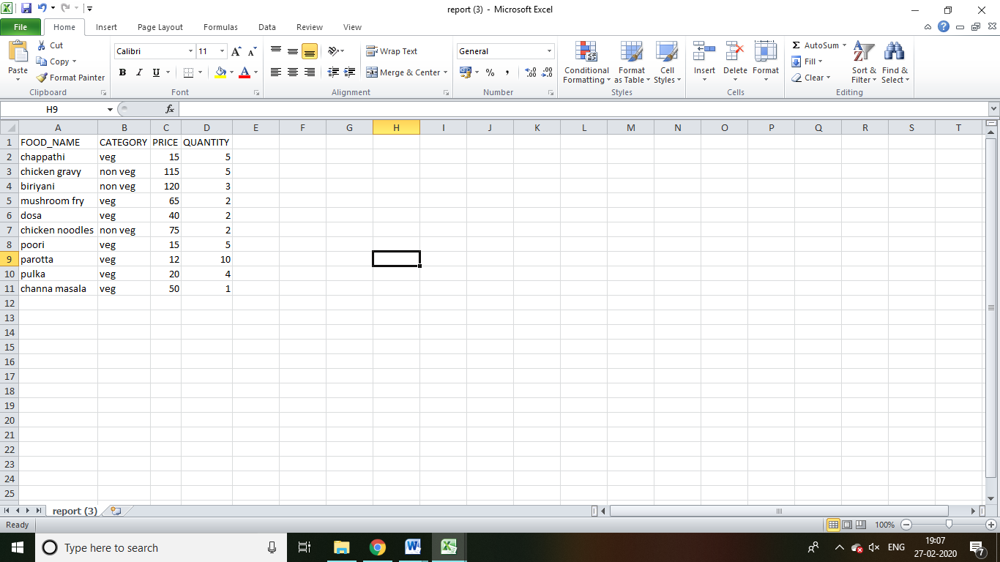 report (3) - Microsoft Excel
File Home Insert Page Layout Formulas Data Review View
Paste Cut Copy Format Painter
Clipboard
Calibri 11
B I U A
Font
Wrap Text
Merge & Center
Alignment
General
% , .0 .00 .00 .0
Number
Conditional Formatting Format as Table Cell Styles
Styles
Insert Delete Format
Cells
Σ AutoSum Fill Clear Sort & Filter Find & Select
Editing
H9 fx
A B C D E F G H I J K L M N O P Q R S T
1 FOOD_NAME CATEGORY PRICE QUANTITY
2 chappathi veg 15 5
3 chicken gravy non veg 115 5
4 biriyani non veg 120 3
5 mushroom fry veg 65 2
6 dosa veg 40 2
7 chicken noodles non veg 75 2
8 poori veg 15 5
9 parotta veg 12 10
10 pulka veg 20 4
11 channa masala veg 50 1
12
13
14
15
16
17
18
19
20
21
22
23
24
25
report (3)
Ready 100%
Type here to search ENG 19:07
27-02-2020 7